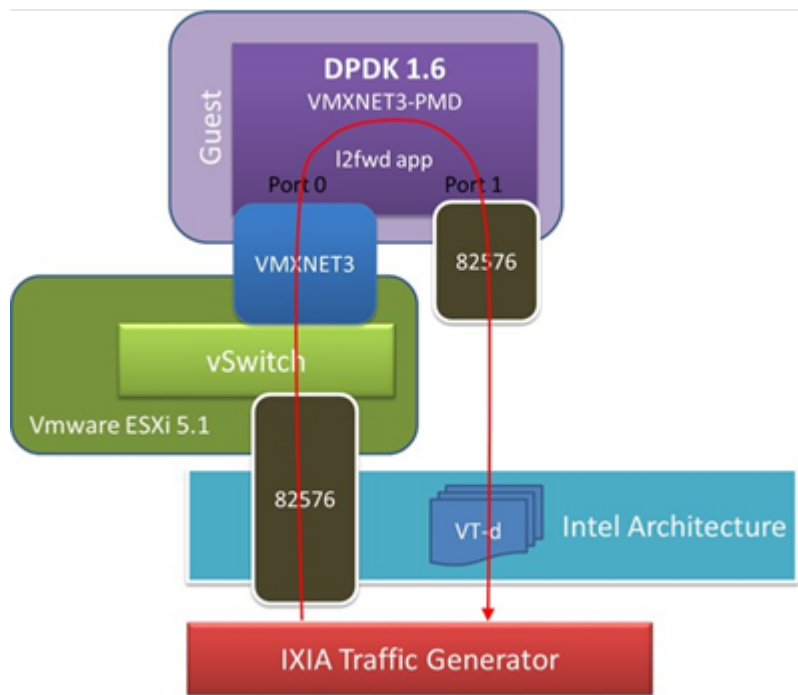 DPDK 1.6
VMXNET3-PMD
Guest
l2fwd app
Port 0
Port 1
VMXNET3
82576
vSwitch
Vmware ESXi 5.1
82576
VT-d
Intel Architecture
IXIA Traffic Generator